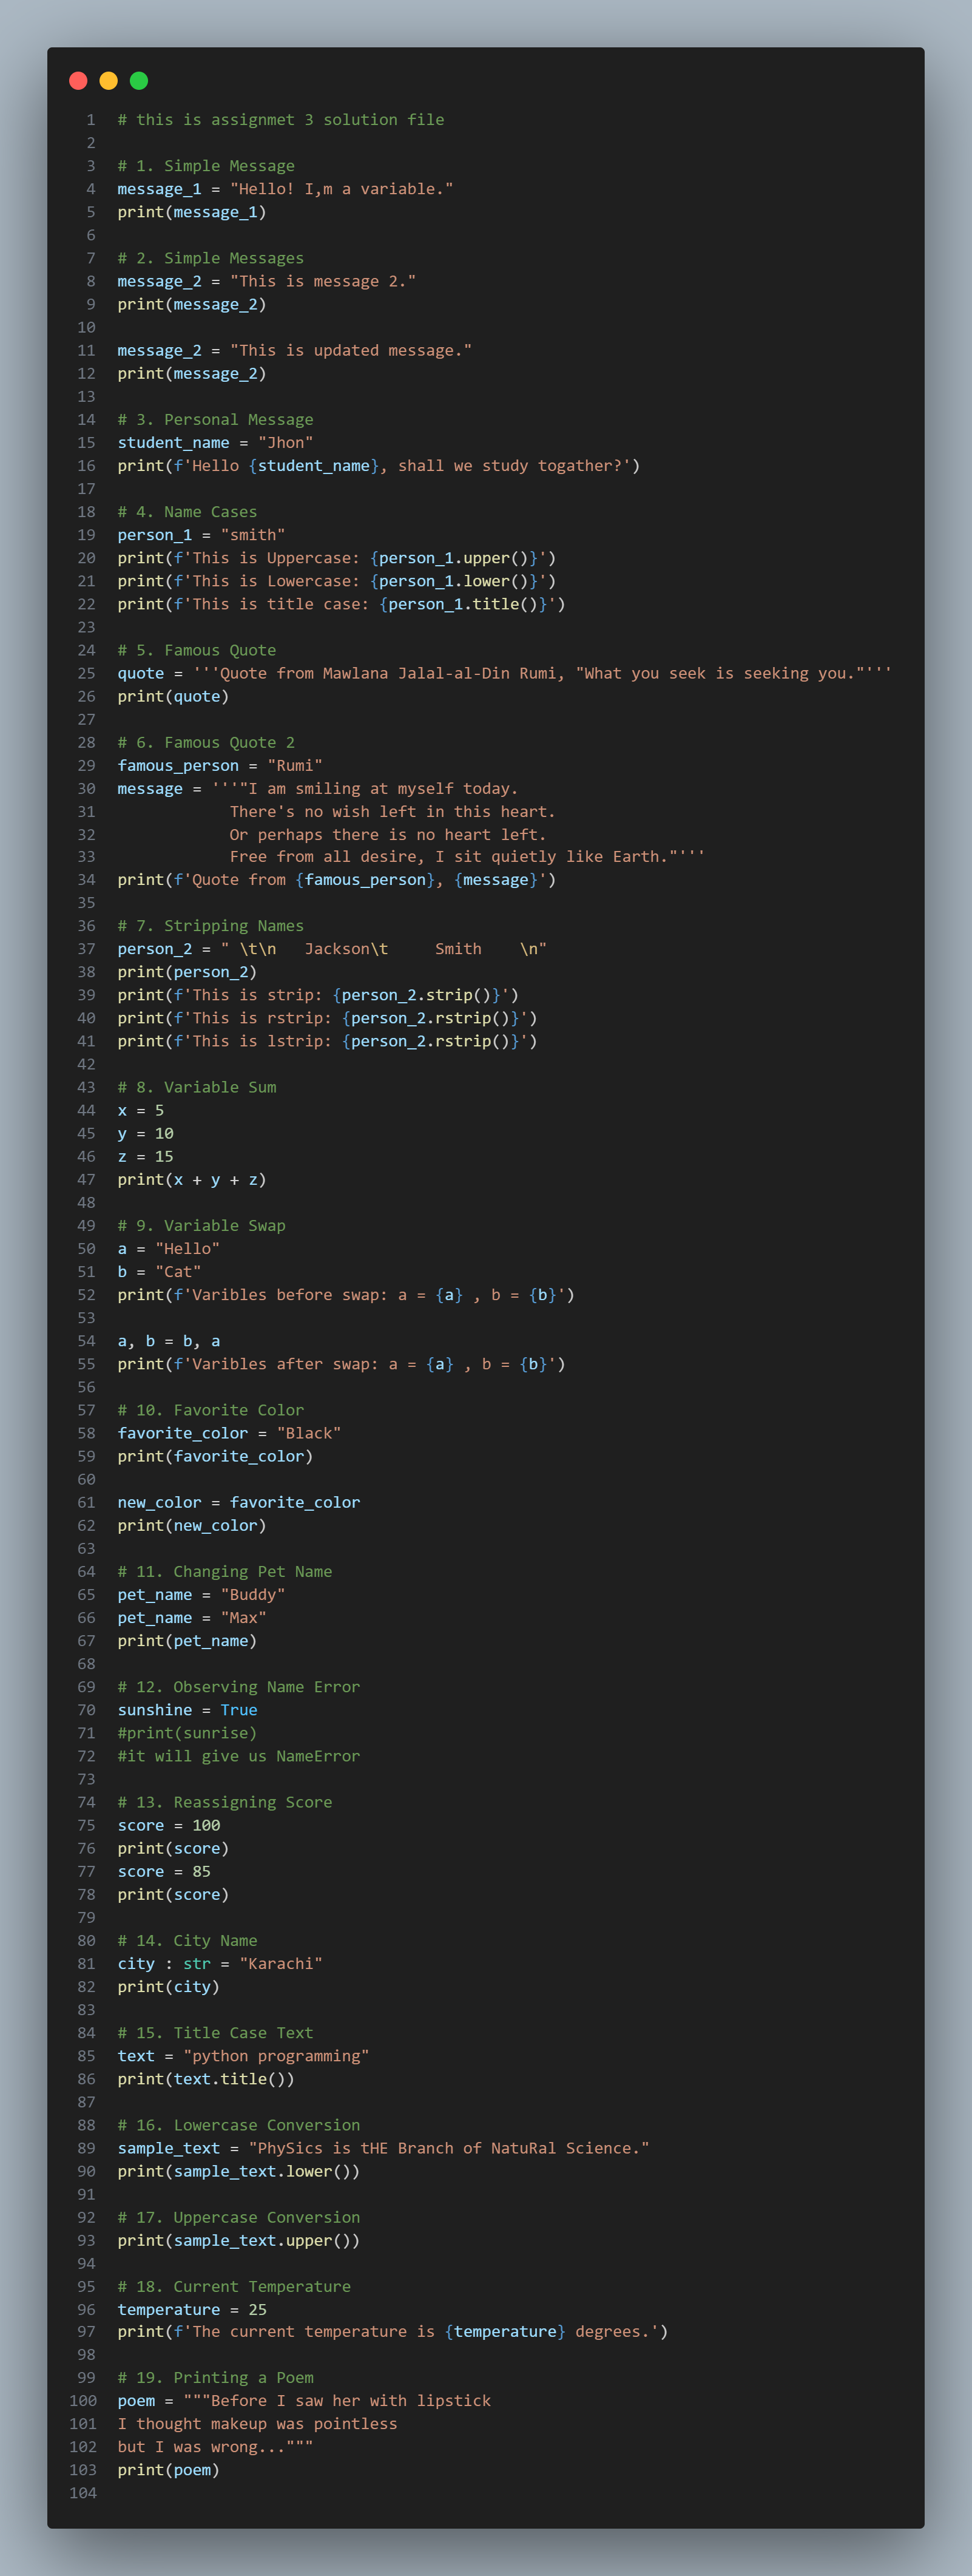 1 # this is assignmet 3 solution file
2
3 # 1. Simple Message
4 message_1 = "Hello! I,m a variable."
5 print(message_1)
6
7 # 2. Simple Messages
8 message_2 = "This is message 2."
9 print(message_2)
10
11 message_2 = "This is updated message."
12 print(message_2)
13
14 # 3. Personal Message
15 student_name = "Jhon"
16 print(f'Hello {student_name}, shall we study togather?')
17
18 # 4. Name Cases
19 person_1 = "smith"
20 print(f'This is Uppercase: {person_1.upper()}')
21 print(f'This is Lowercase: {person_1.lower()}')
22 print(f'This is title case: {person_1.title()}')
23
24 # 5. Famous Quote
25 quote = '''Quote from Mawlana Jalal-al-Din Rumi, "What you seek is seeking you."'''
26 print(quote)
27
28 # 6. Famous Quote 2
29 famous_person = "Rumi"
30 message = '''"I am smiling at myself today.
31             There's no wish left in this heart.
32             Or perhaps there is no heart left.
33             Free from all desire, I sit quietly like Earth."'''
34 print(f'Quote from {famous_person}, {message}')
35
36 # 7. Stripping Names
37 person_2 = " \t\n   Jackson\t     Smith    \n"
38 print(person_2)
39 print(f'This is strip: {person_2.strip()}')
40 print(f'This is rstrip: {person_2.rstrip()}')
41 print(f'This is lstrip: {person_2.rstrip()}')
42
43 # 8. Variable Sum
44 x = 5
45 y = 10
46 z = 15
47 print(x + y + z)
48
49 # 9. Variable Swap
50 a = "Hello"
51 b = "Cat"
52 print(f'Varibles before swap: a = {a} , b = {b}')
53
54 a, b = b, a
55 print(f'Varibles after swap: a = {a} , b = {b}')
56
57 # 10. Favorite Color
58 favorite_color = "Black"
59 print(favorite_color)
60
61 new_color = favorite_color
62 print(new_color)
63
64 # 11. Changing Pet Name
65 pet_name = "Buddy"
66 pet_name = "Max"
67 print(pet_name)
68
69 # 12. Observing Name Error
70 sunshine = True
71 #print(sunrise)
72 #it will give us NameError
73
74 # 13. Reassigning Score
75 score = 100
76 print(score)
77 score = 85
78 print(score)
79
80 # 14. City Name
81 city : str = "Karachi"
82 print(city)
83
84 # 15. Title Case Text
85 text = "python programming"
86 print(text.title())
87
88 # 16. Lowercase Conversion
89 sample_text = "PhySics is tHE Branch of NatuRal Science."
90 print(sample_text.lower())
91
92 # 17. Uppercase Conversion
93 print(sample_text.upper())
94
95 # 18. Current Temperature
96 temperature = 25
97 print(f'The current temperature is {temperature} degrees.')
98
99 # 19. Printing a Poem
100 poem = """Before I saw her with lipstick
101 I thought makeup was pointless
102 but I was wrong..."""
103 print(poem)
104